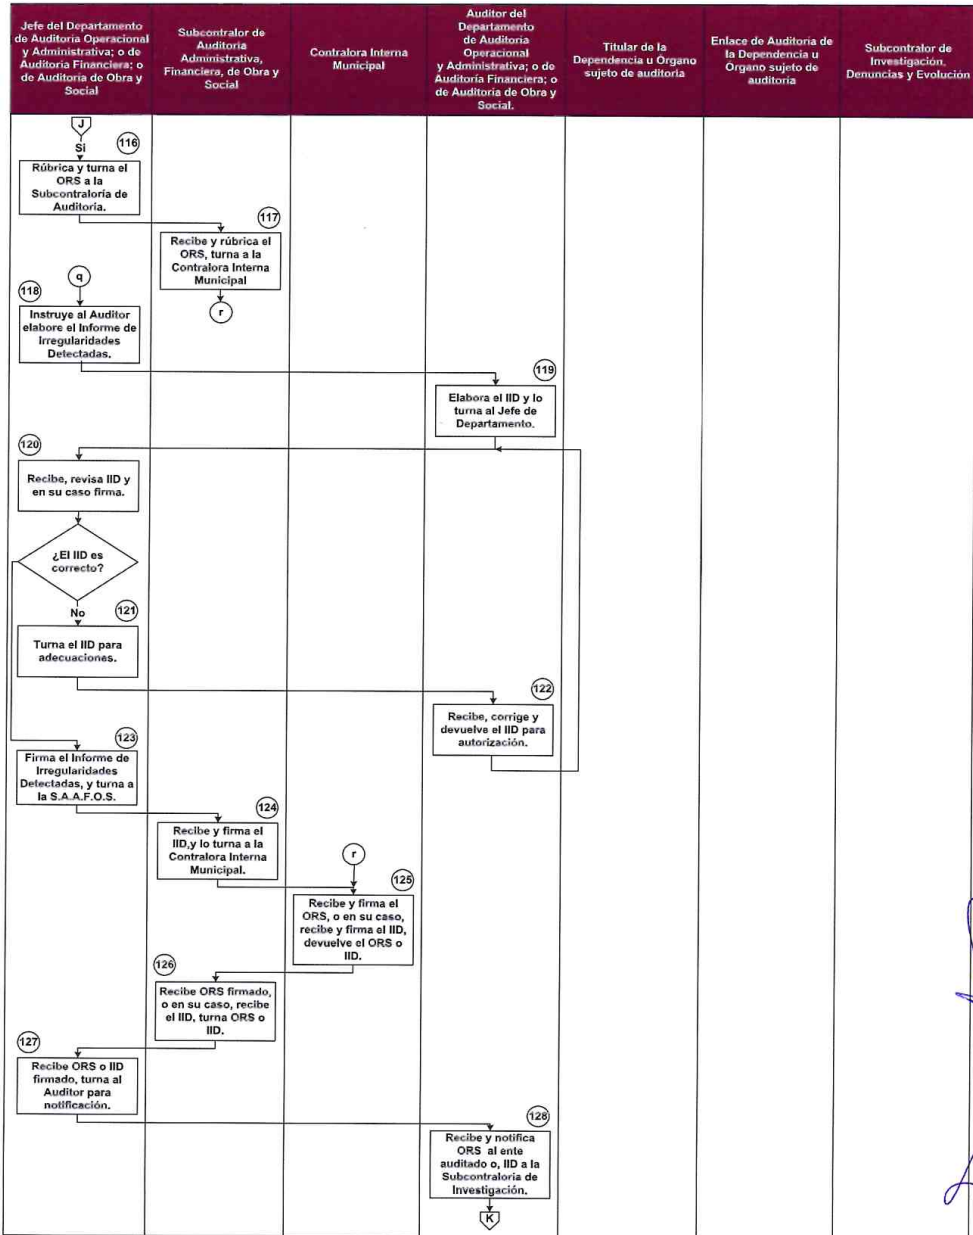 Jefe del Departamento
de Auditoría Operacional
y Administrativa; o de
Auditoría Financiera; o
de Auditoría de Obra y
Social
Subcontralor de
Auditoría
Administrativa,
Financiera, de Obra y
Social
Contralora Interna
Municipal
Auditor del
Departamento
de Auditoría
Operacional
y Administrativa; o de
Auditoría Financiera; o
de Auditoría de Obra y
Social.
Titular de la
Dependencia u Órgano
sujeto de auditoria
Enlace de Auditoría de
la Dependencia u
Órgano sujeto de
auditoría
Subcontralor de
Investigación,
Denuncias y Evolución
J
Si
116
Rúbrica y turna el
ORS a la
Subcontraloría de
Auditoría.
117
Recibe y rúbrica el
ORS, turna a la
Contralora Interna
Municipal
r
q
118
Instruye al Auditor
elabore el Informe de
Irregularidades
Detectadas.
119
Elabora el IID y lo
turna al Jefe de
Departamento.
120
Recibe, revisa IID y
en su caso firma.
¿El IID es
correcto?
No
121
Turna el IID para
adecuaciones.
122
Recibe, corrige y
devuelve el IID para
autorización.
123
Firma el Informe de
Irregularidades
Detectadas, y turna a
la S.A.A.F.O.S.
124
Recibe y firma el
IID,y lo turna a la
Contralora Interna
Municipal.
r
125
Recibe y firma el
ORS, o en su caso,
recibe y firma el IID,
devuelve el ORS o
IID.
126
Recibe ORS firmado,
o en su caso, recibe
el IID, turna ORS o
IID.
127
Recibe ORS o IID
firmado, turna al
Auditor para
notificación.
128
Recibe y notifica
ORS al ente
auditado o, IID a la
Subcontraloría de
Investigación.
K